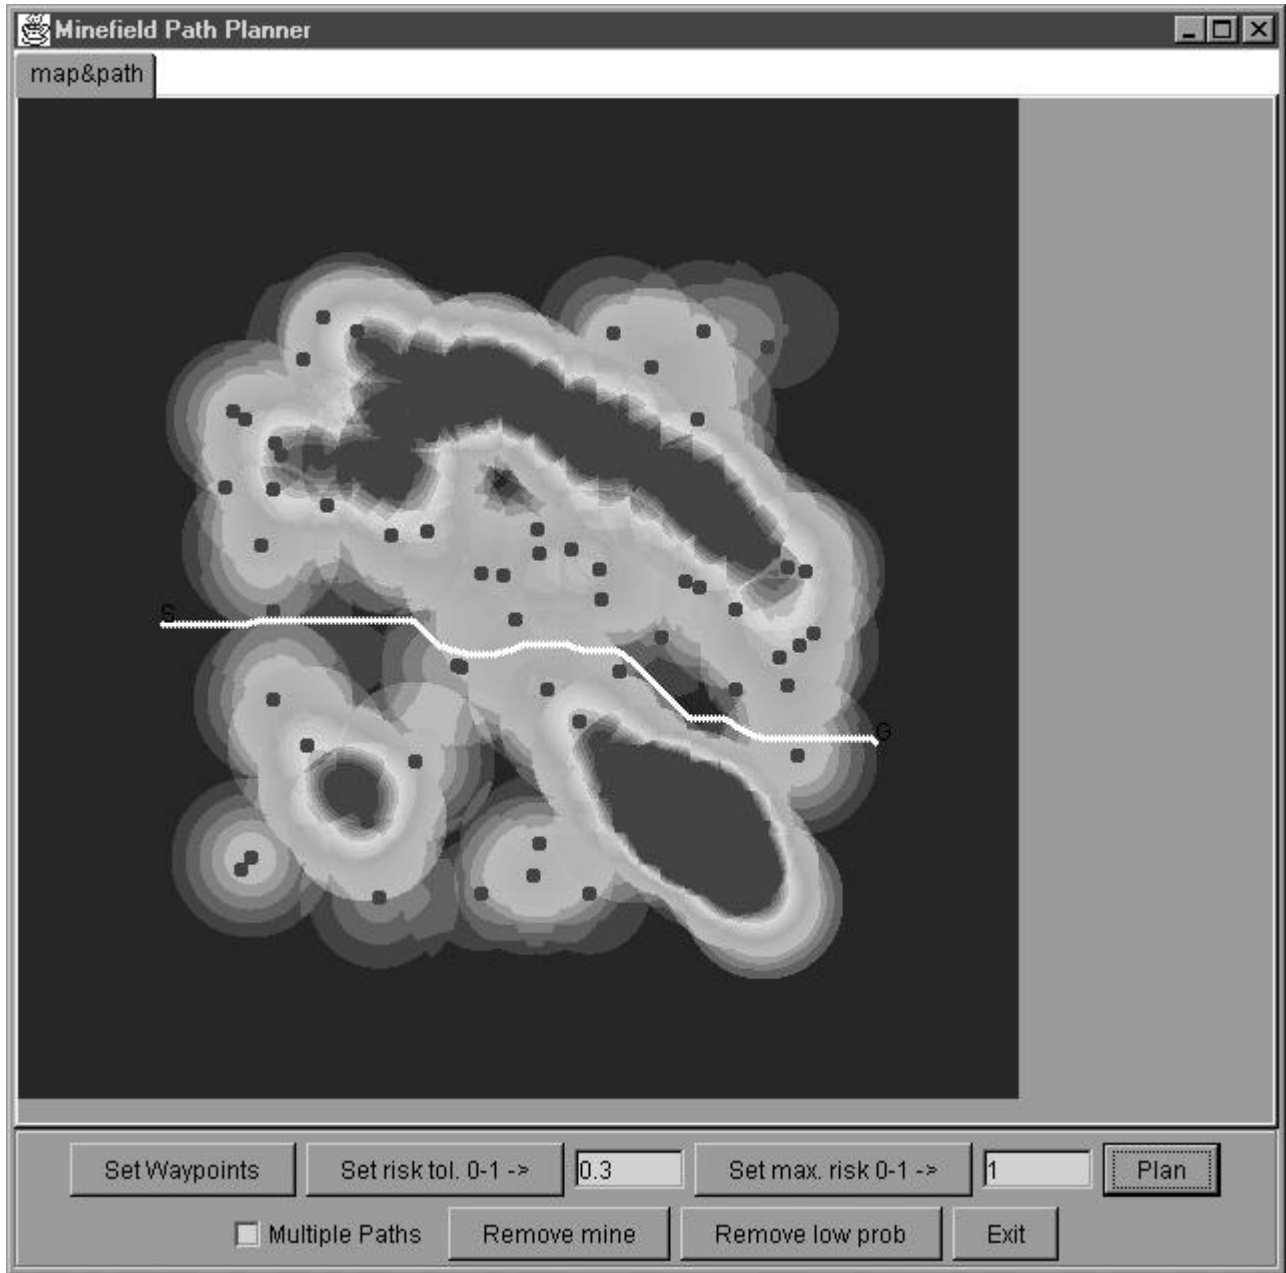 Minefield Path Planner
map&path
S
G
Set Waypoints Set risk tol. 0-1 -> 0.3 Set max. risk 0-1 -> 1 Plan
Multiple Paths Remove mine Remove low prob Exit